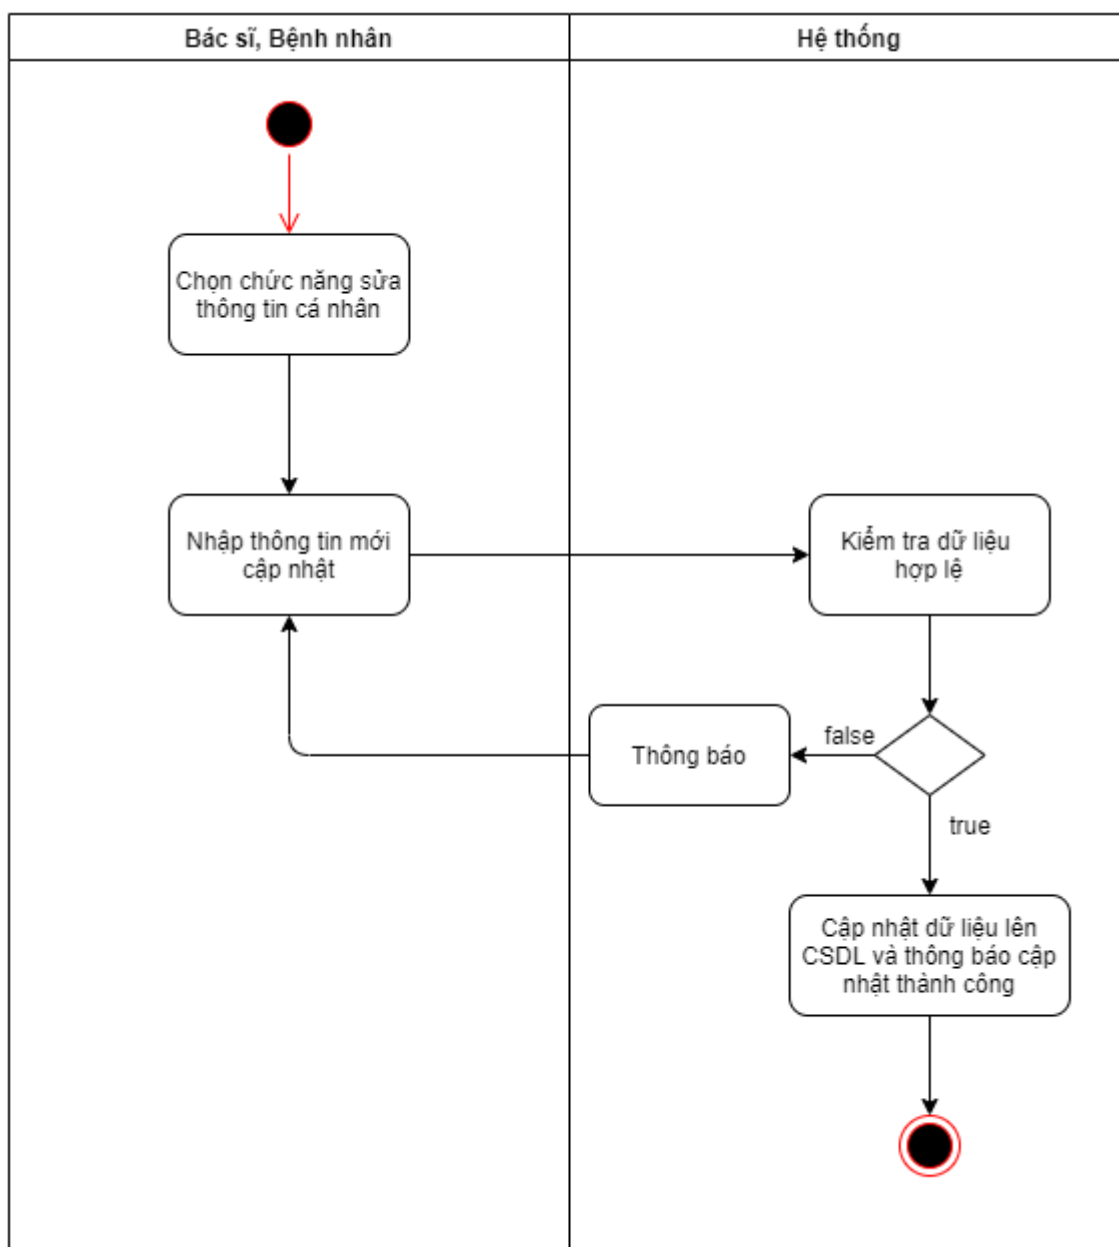 Bác sĩ, Bệnh nhân
Hệ thống
Chọn chức năng sửa
thông tin cá nhân
Nhập thông tin mới
cập nhật
Kiểm tra dữ liệu
hợp lệ
false
Thông báo
true
Cập nhật dữ liệu lên
CSDL và thông báo cập
nhật thành công